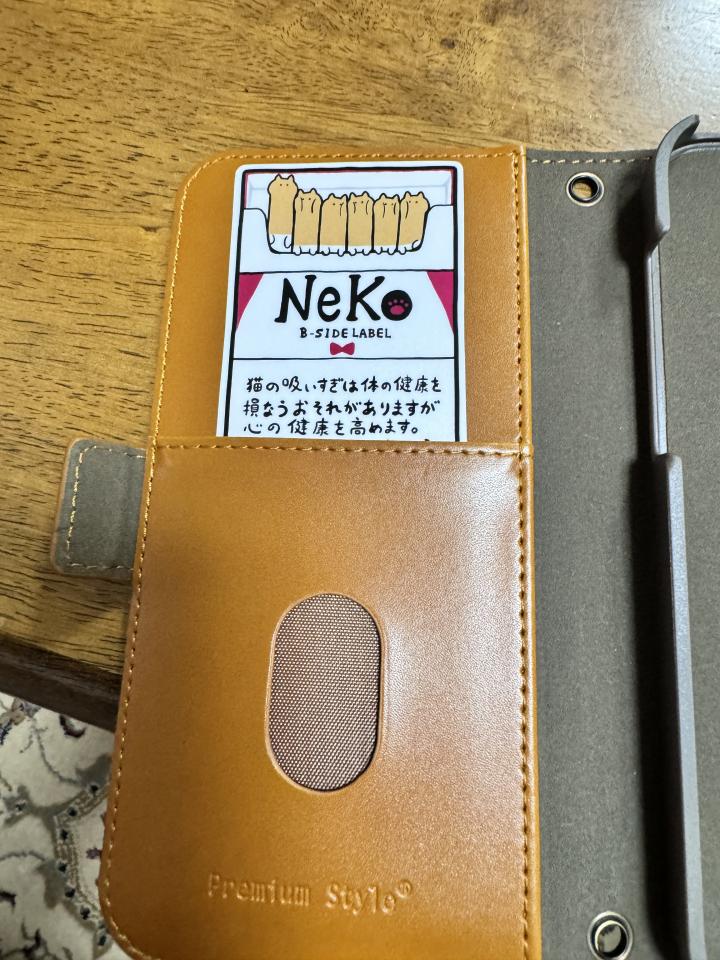 NeKo
B-SIDE LABEL
猫の吸いすぎは体の健康を
損なうおそれがありますが
心の健康を高めます。
Premium Style®